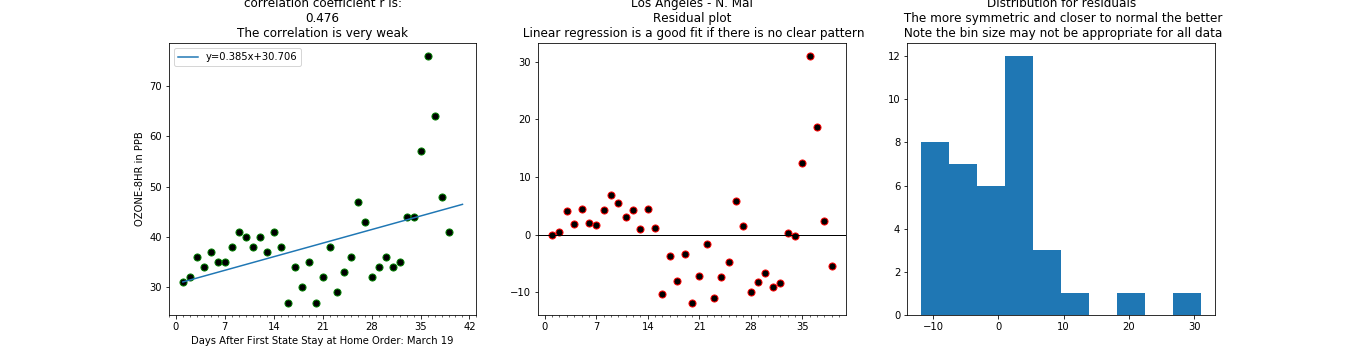 correlation coefficient r is:
0.476
The correlation is very weak
y=0.385x+30.706
OZONE-8HR in PPB
70
60
50
40
30
0 7 14 21 28 35 42
Days After First State Stay at Home Order: March 19
Los Angeles - N. Mai
Residual plot
Linear regression is a good fit if there is no clear pattern
30
20
10
0
−10
0 7 14 21 28 35
Distribution for residuals
The more symmetric and closer to normal the better
Note the bin size may not be appropriate for all data
12
10
8
6
4
2
0
−10 0 10 20 30